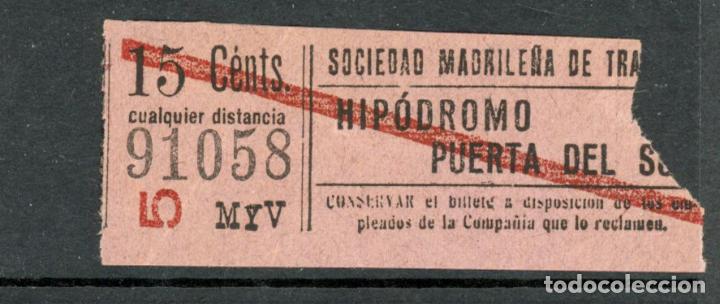 15 Cénts.
cualquier distancia
91058
5 MyV
SOCIEDAD MADRILEÑA DE TRA
HIPÓDROMO
PUERTA DEL S
CONSERVAR el billete a disposición de los em-
pleados de la Compañía que lo reclamen.
todocoleccion